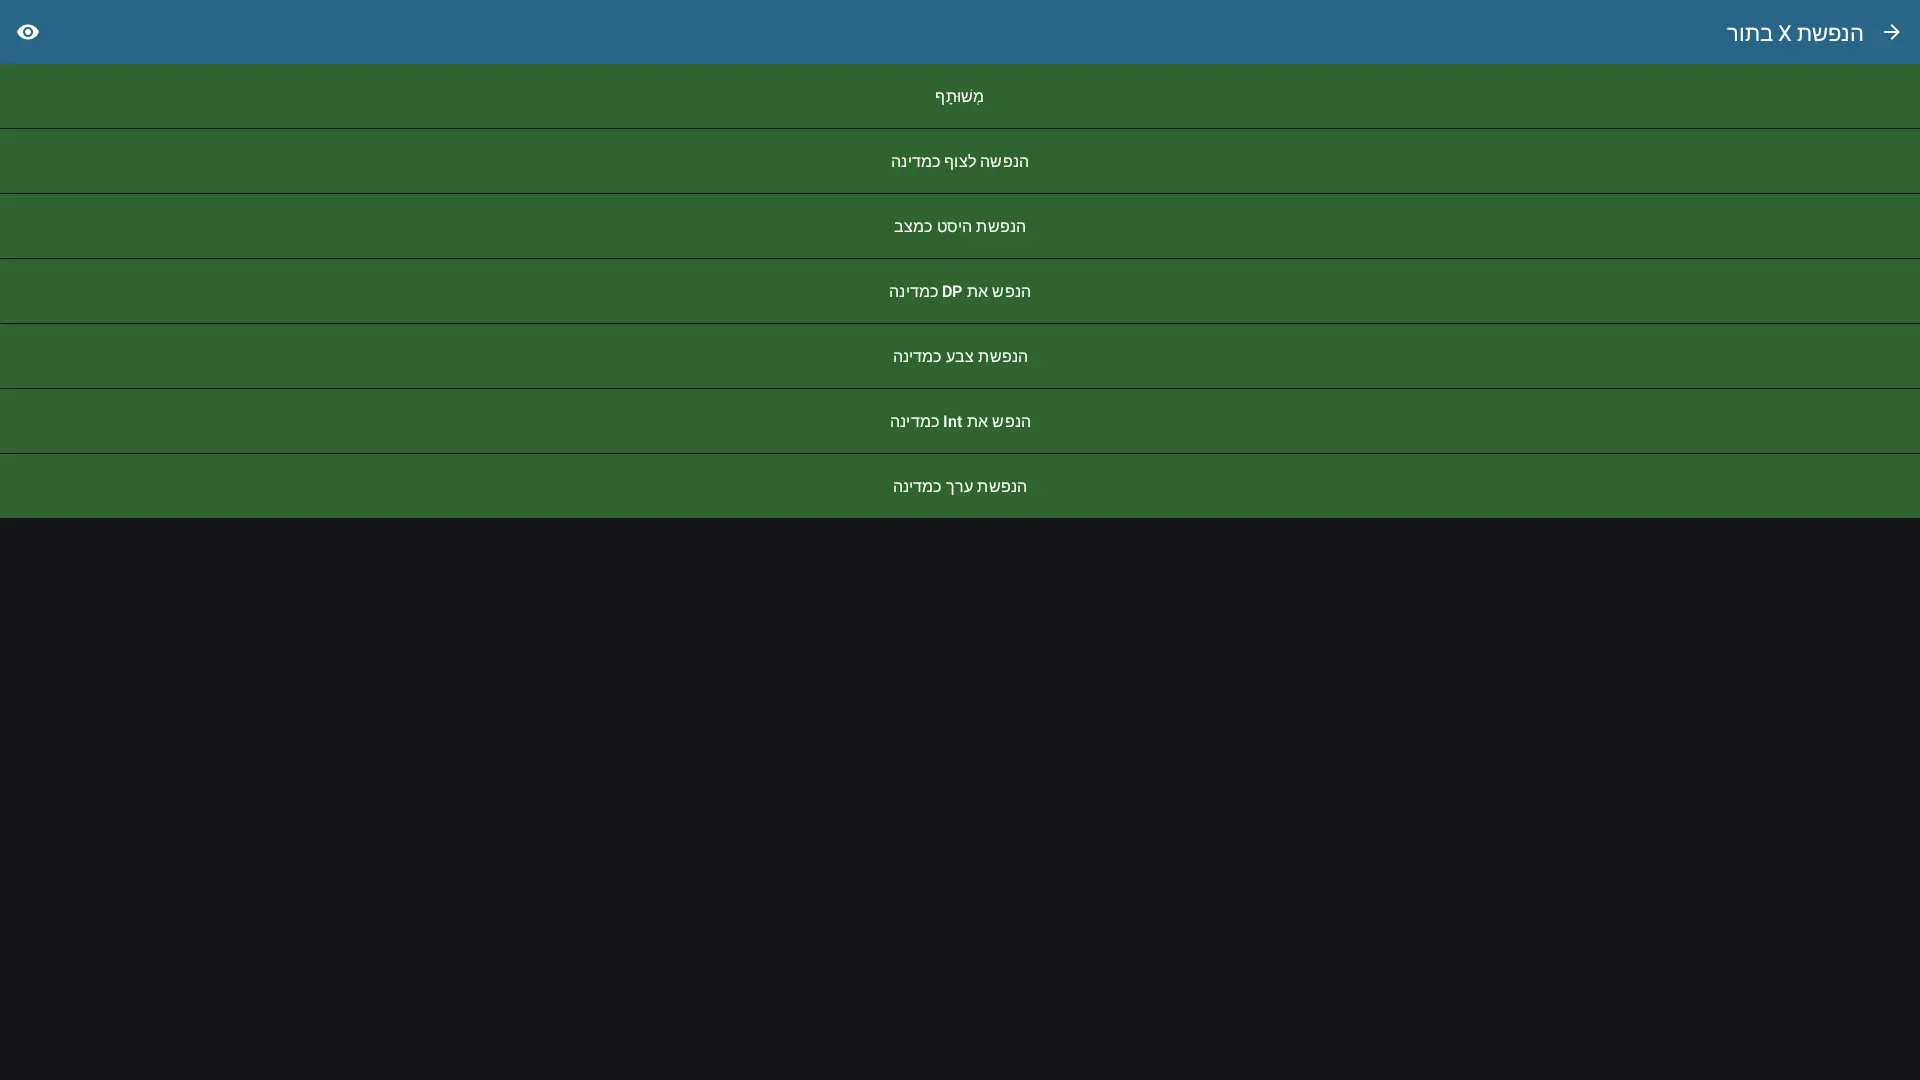 הנפשת X בתור
מְשׁוּתָף
הנפשה לצוף כמדינה
הנפשת היסט כמצב
הנפש את DP כמדינה
הנפשת צבע כמדינה
הנפש את Int כמדינה
הנפשת ערך כמדינה